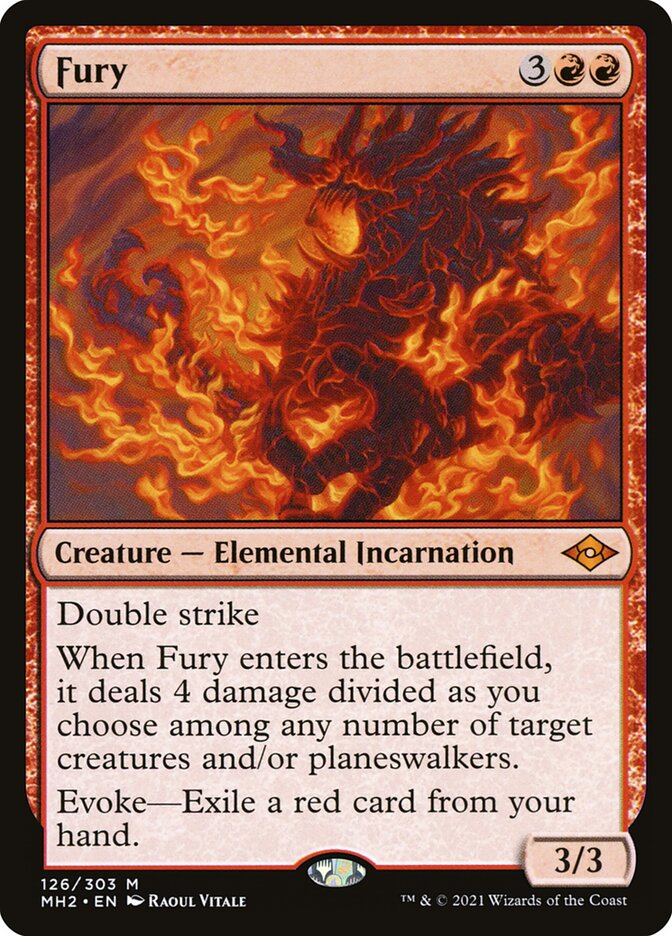 Fury 3
Creature — Elemental Incarnation
Double strike
When Fury enters the battlefield,
it deals 4 damage divided as you
choose among any number of target
creatures and/or planeswalkers.
Evoke—Exile a red card from your
hand.
3/3
126/303 M
MH2 • EN Raoul Vitale
™ & © 2021 Wizards of the Coast